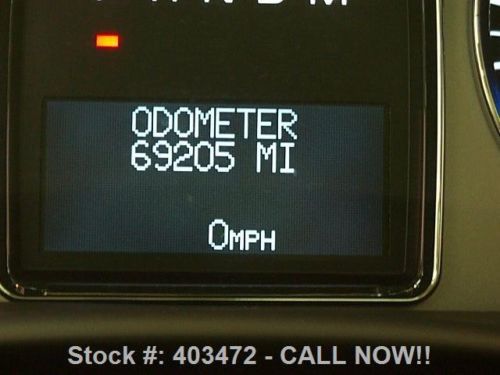 ODOMETER
69205 MI
0MPH
Stock #: 403472 - CALL NOW!!